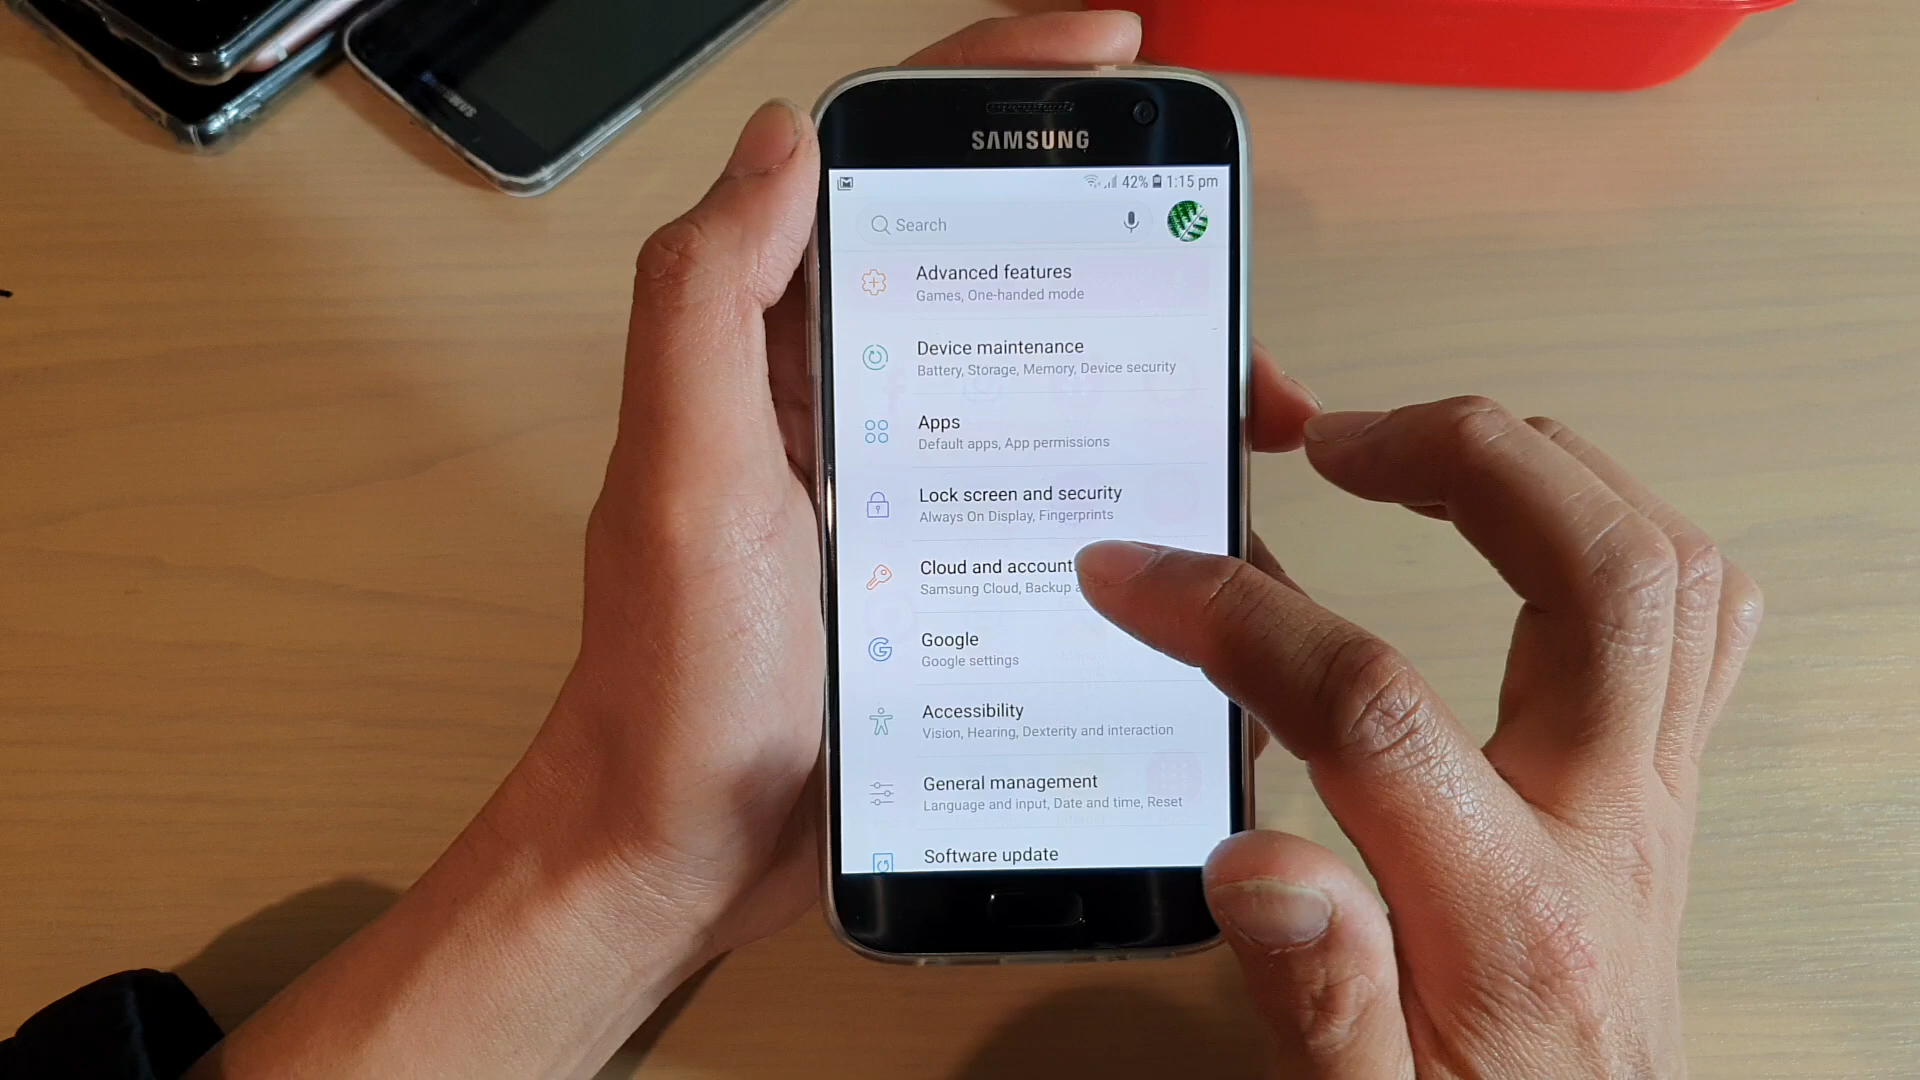 SAMSUNG
SAMSUNG
42% 1:15 pm
Search
Advanced features
Games, One-handed mode
Device maintenance
Battery, Storage, Memory, Device security
Apps
Default apps, App permissions
Lock screen and security
Always On Display, Fingerprints
Cloud and account
Samsung Cloud, Backup
Google
Google settings
Accessibility
Vision, Hearing, Dexterity and interaction
General management
Language and input, Date and time, Reset
Software update